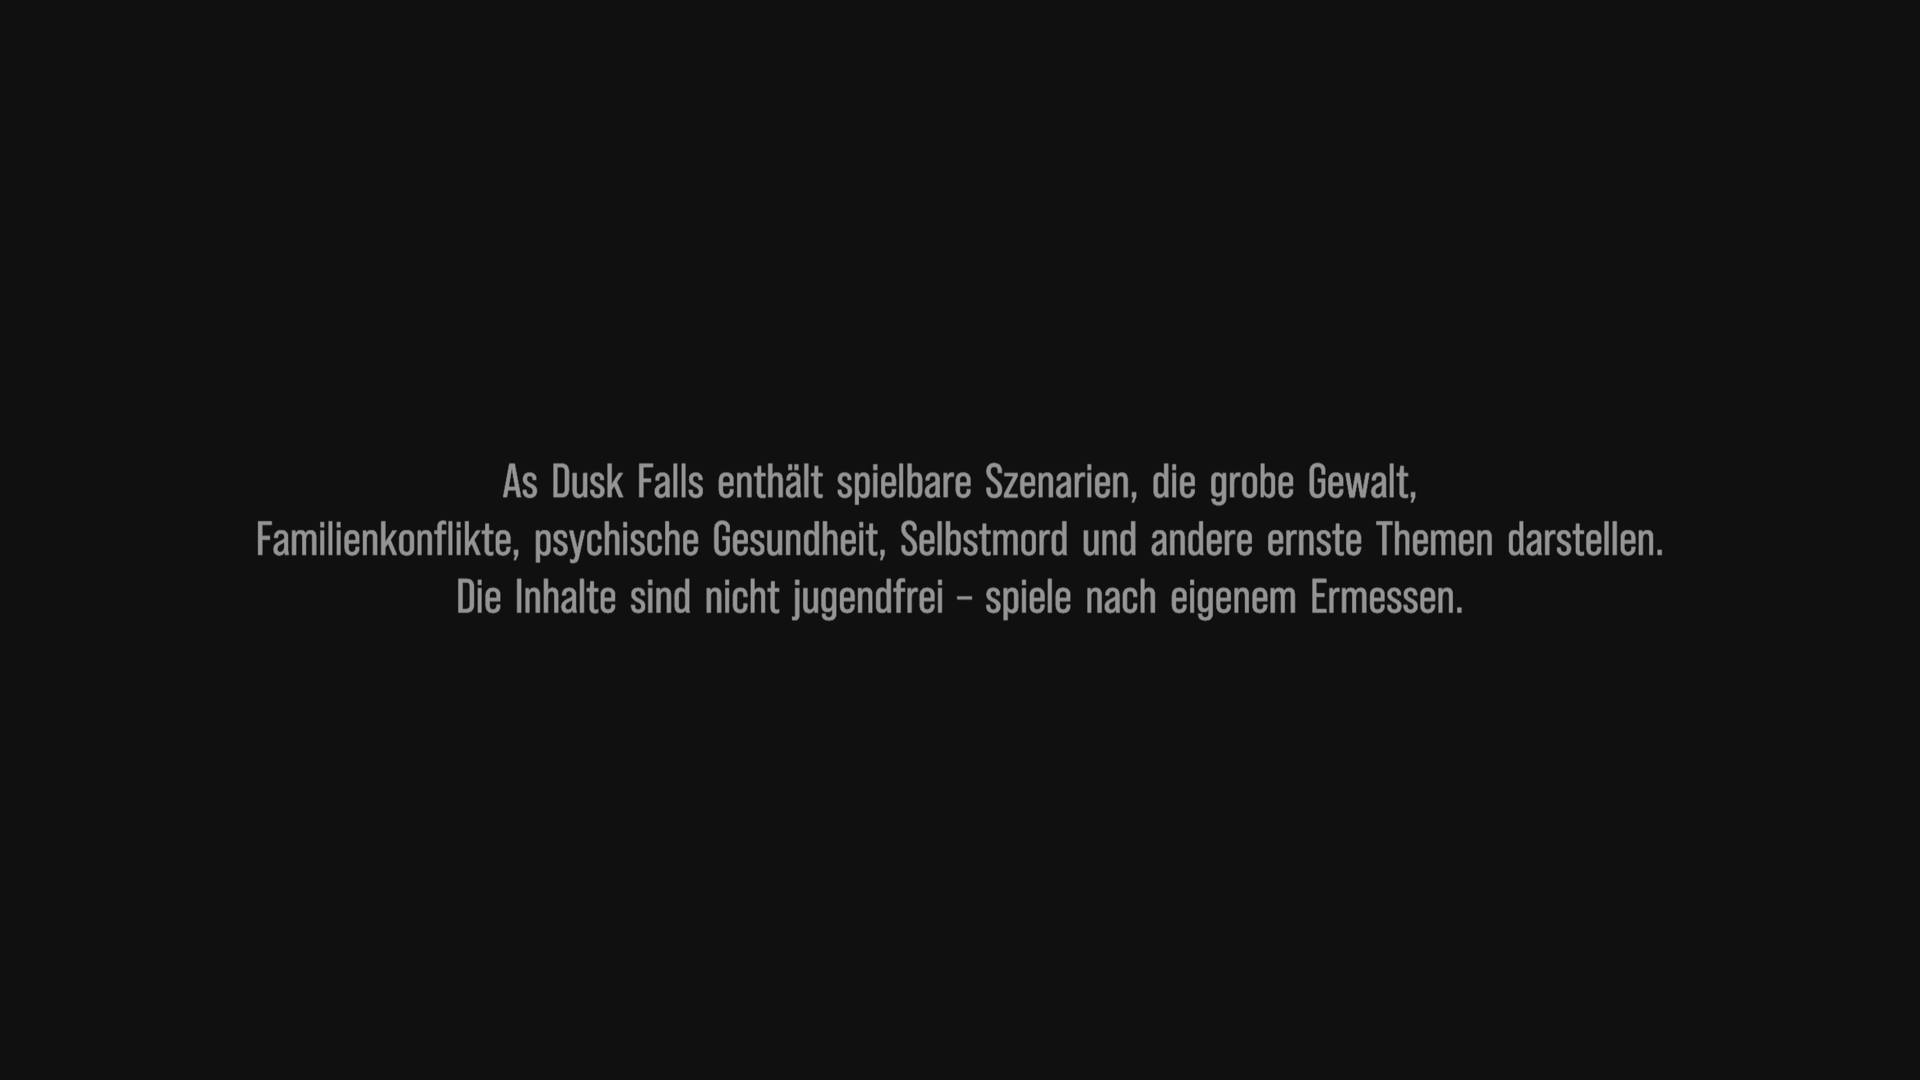 As Dusk Falls enthält spielbare Szenarien, die grobe Gewalt,
Familienkonflikte, psychische Gesundheit, Selbstmord und andere ernste Themen darstellen.
Die Inhalte sind nicht jugendfrei – spiele nach eigenem Ermessen.